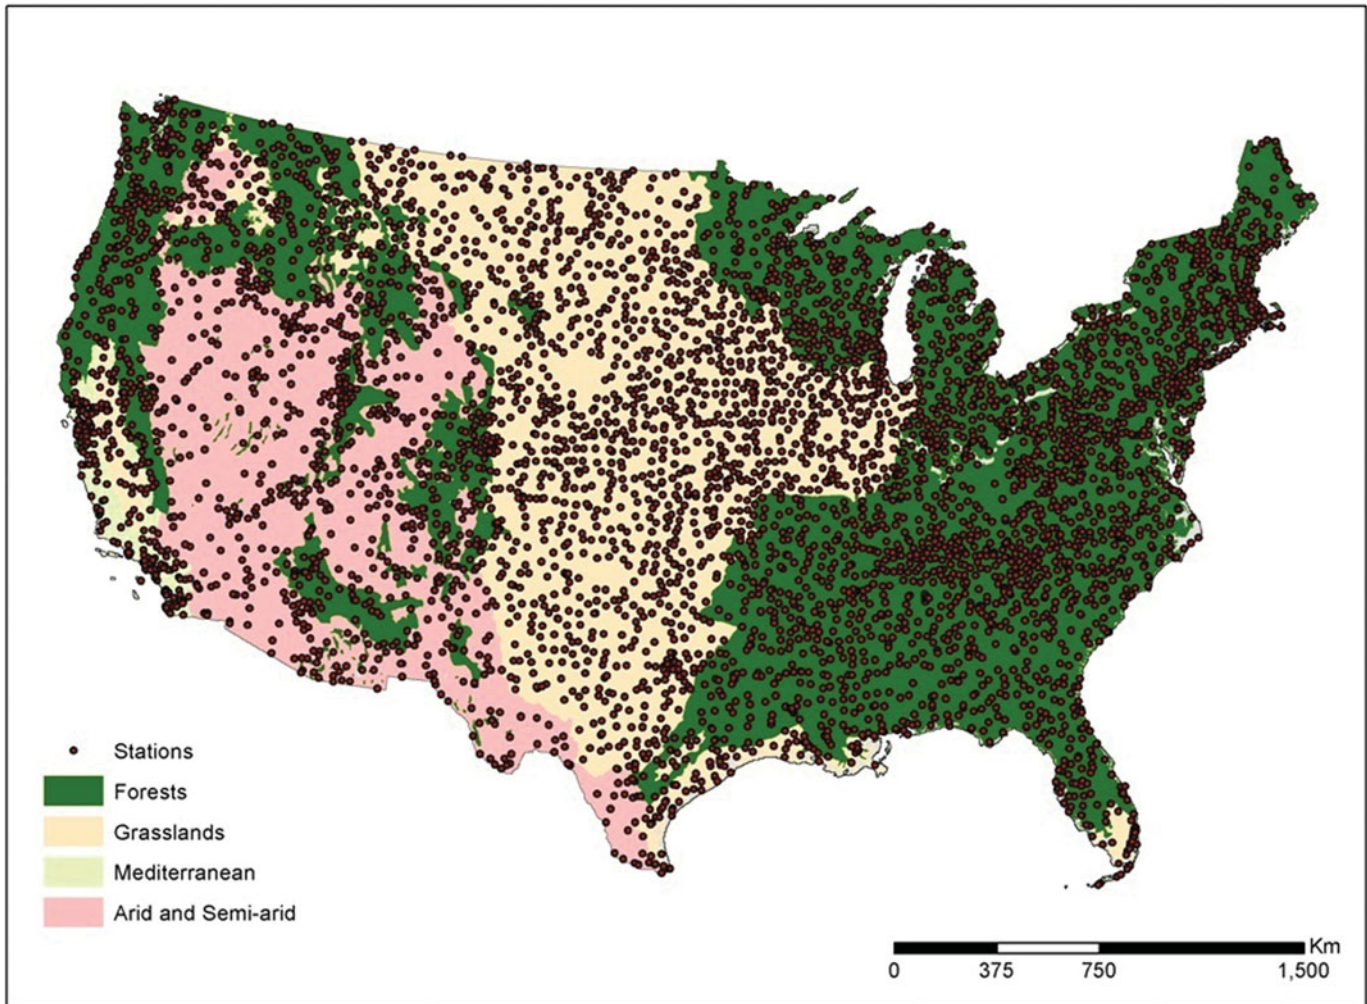 Stations
Forests
Grasslands
Mediterranean
Arid and Semi-arid
Km
0 375 750 1,500